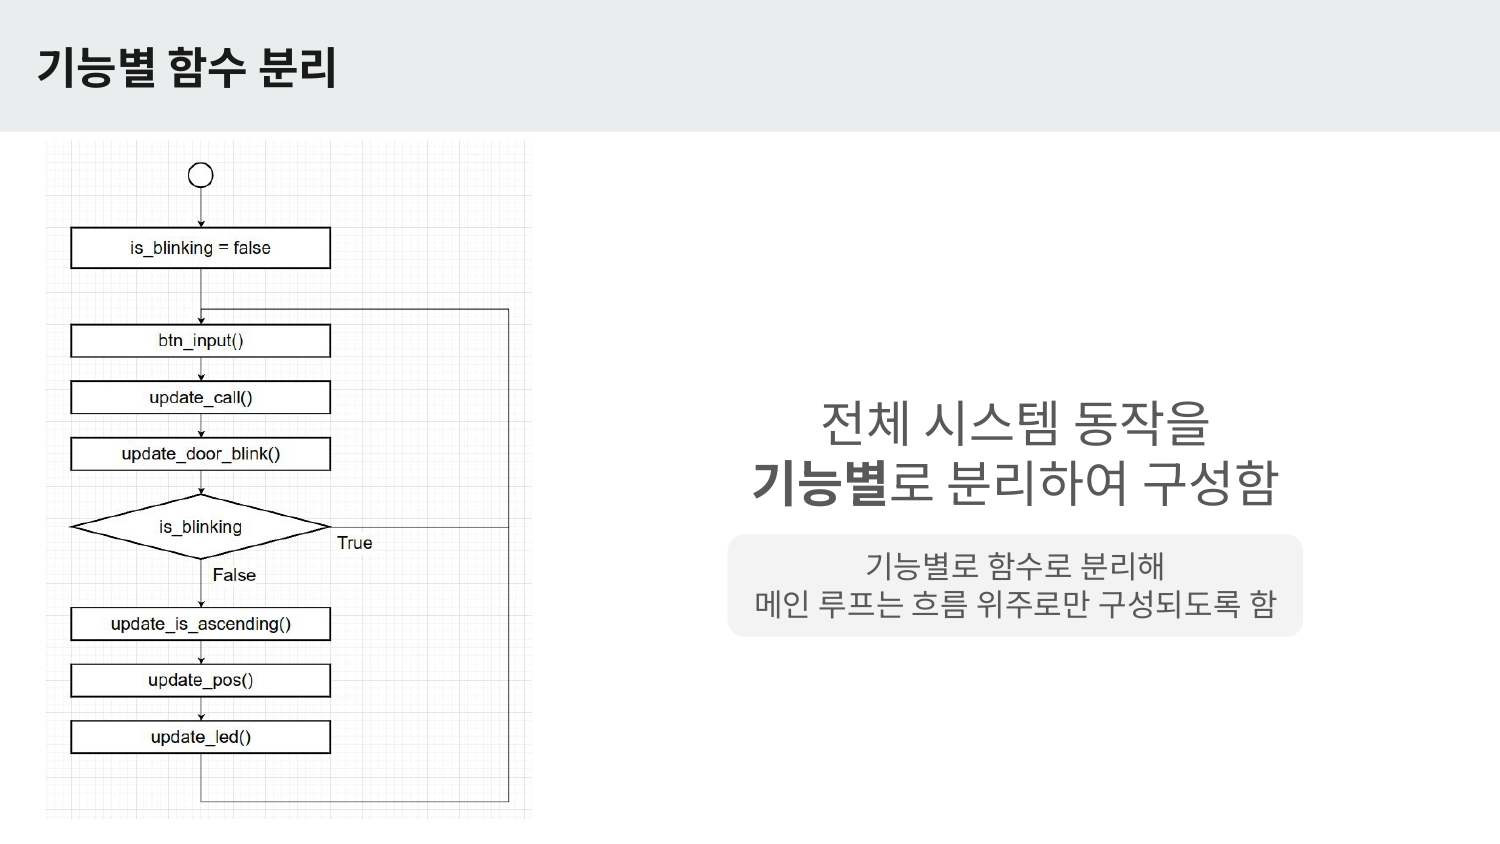 기능별 함수 분리
is_blinking = false
btn_input()
update_call()
update_door_blink()
is_blinking
True
False
update_is_ascending()
update_pos()
update_led()
전체 시스템 동작을
기능별로 분리하여 구성함
기능별로 함수로 분리해
메인 루프는 흐름 위주로만 구성되도록 함